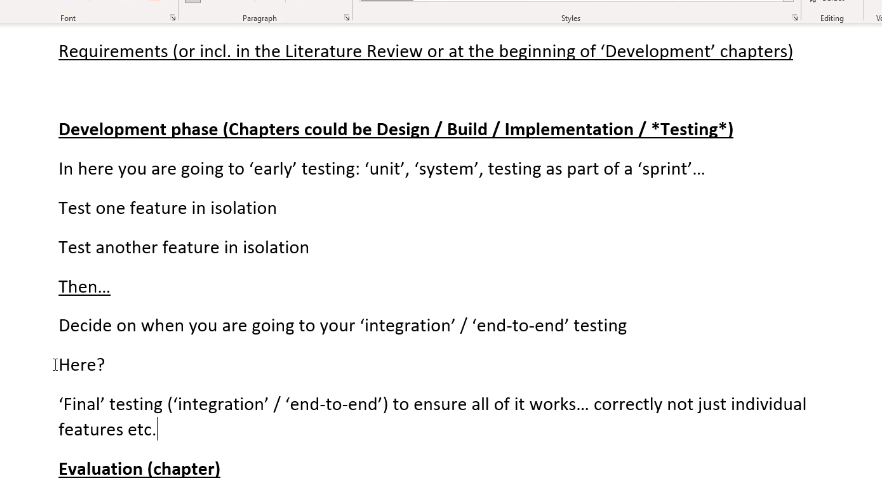 Font
Paragraph
Styles
Editing
Requirements (or incl. in the Literature Review or at the beginning of ‘Development’ chapters)
Development phase (Chapters could be Design / Build / Implementation / *Testing*)
In here you are going to ‘early’ testing: ‘unit’, ‘system’, testing as part of a ‘sprint’…
Test one feature in isolation
Test another feature in isolation
Then…
Decide on when you are going to your ‘integration’ / ‘end-to-end’ testing
Here?
‘Final’ testing (‘integration’ / ‘end-to-end’) to ensure all of it works… correctly not just individual
features etc.
Evaluation (chapter)